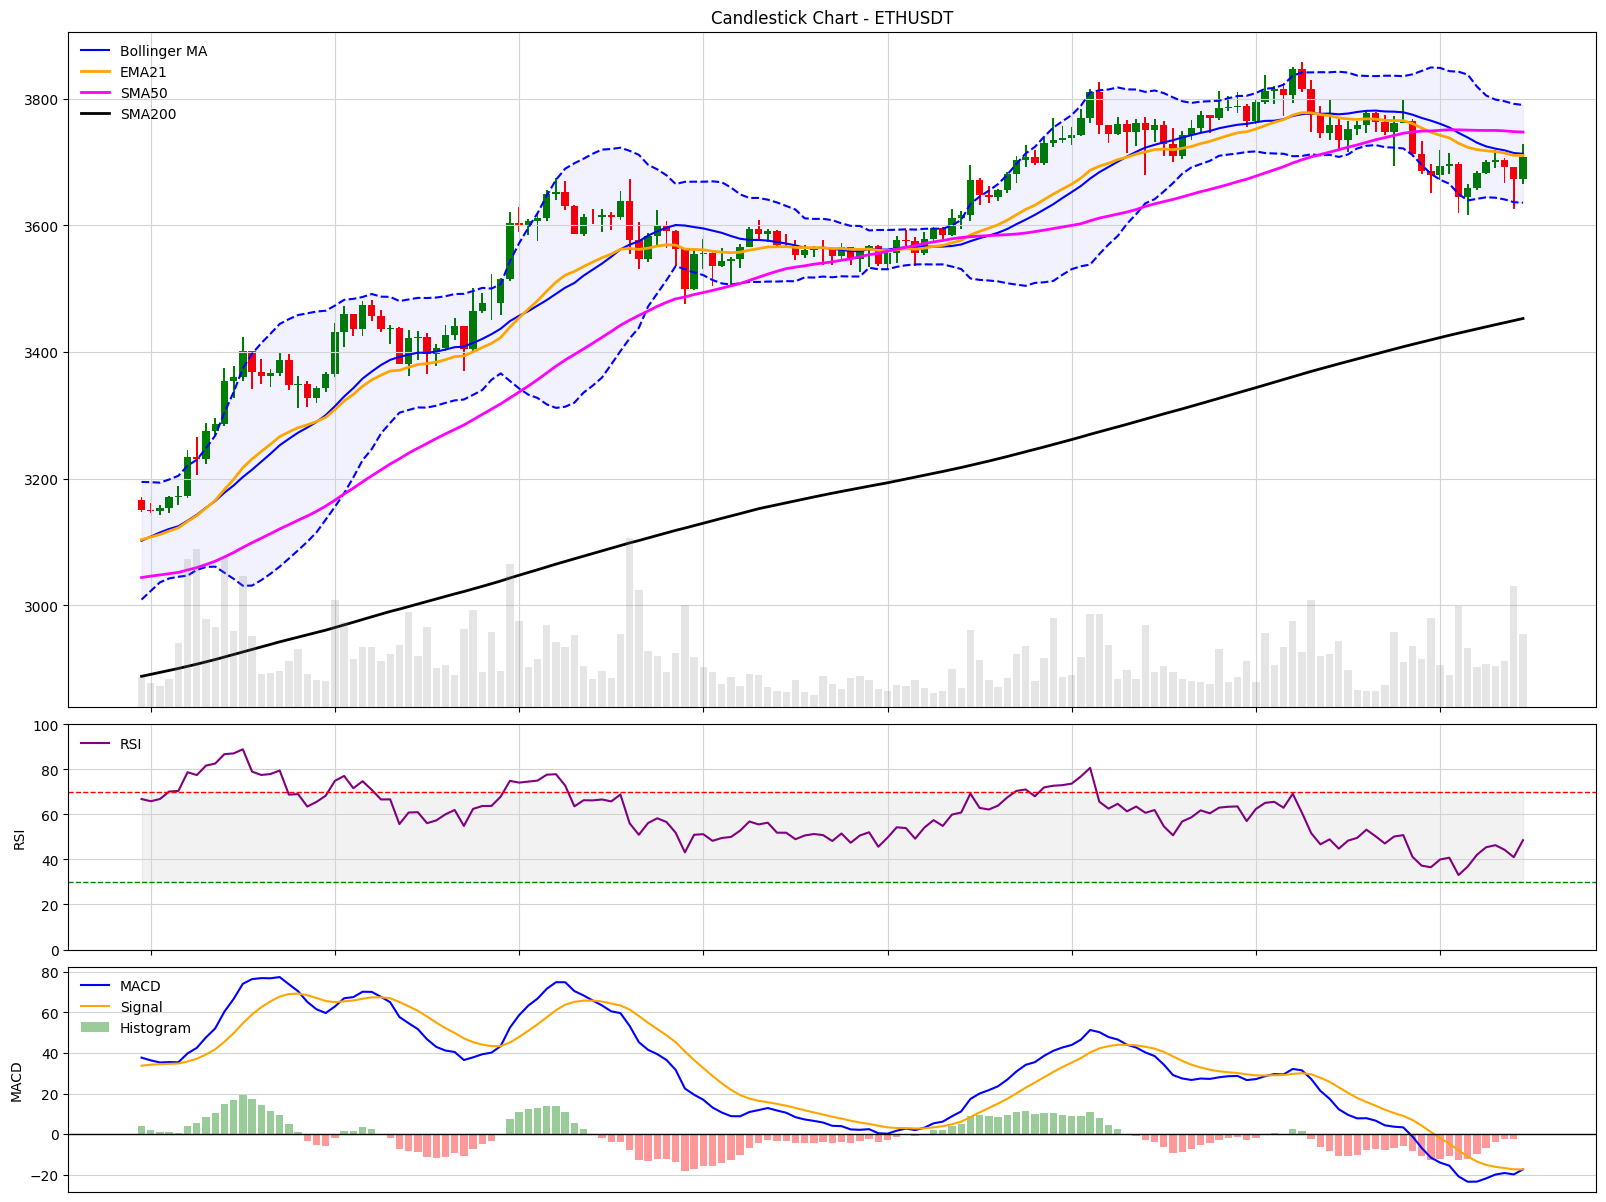 Candlestick Chart - ETHUSDT
Bollinger MA
EMA21
SMA50
SMA200
3800
3600
3400
3200
3000
100
80
60
40
20
0
RSI
RSI
80
60
40
20
0
−20
MACD
MACD
Signal
Histogram